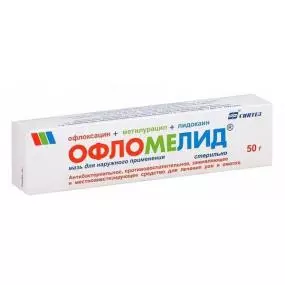 офлоксацин + метилурацил + лидокаин
СИНТЕЗ
ОФЛОМЕЛИД®
мазь для наружного применения стерильно
50 г
Антибактериальное, противовоспалительное, заживляющее
и местноанестезирующее средство для лечения ран и ожогов